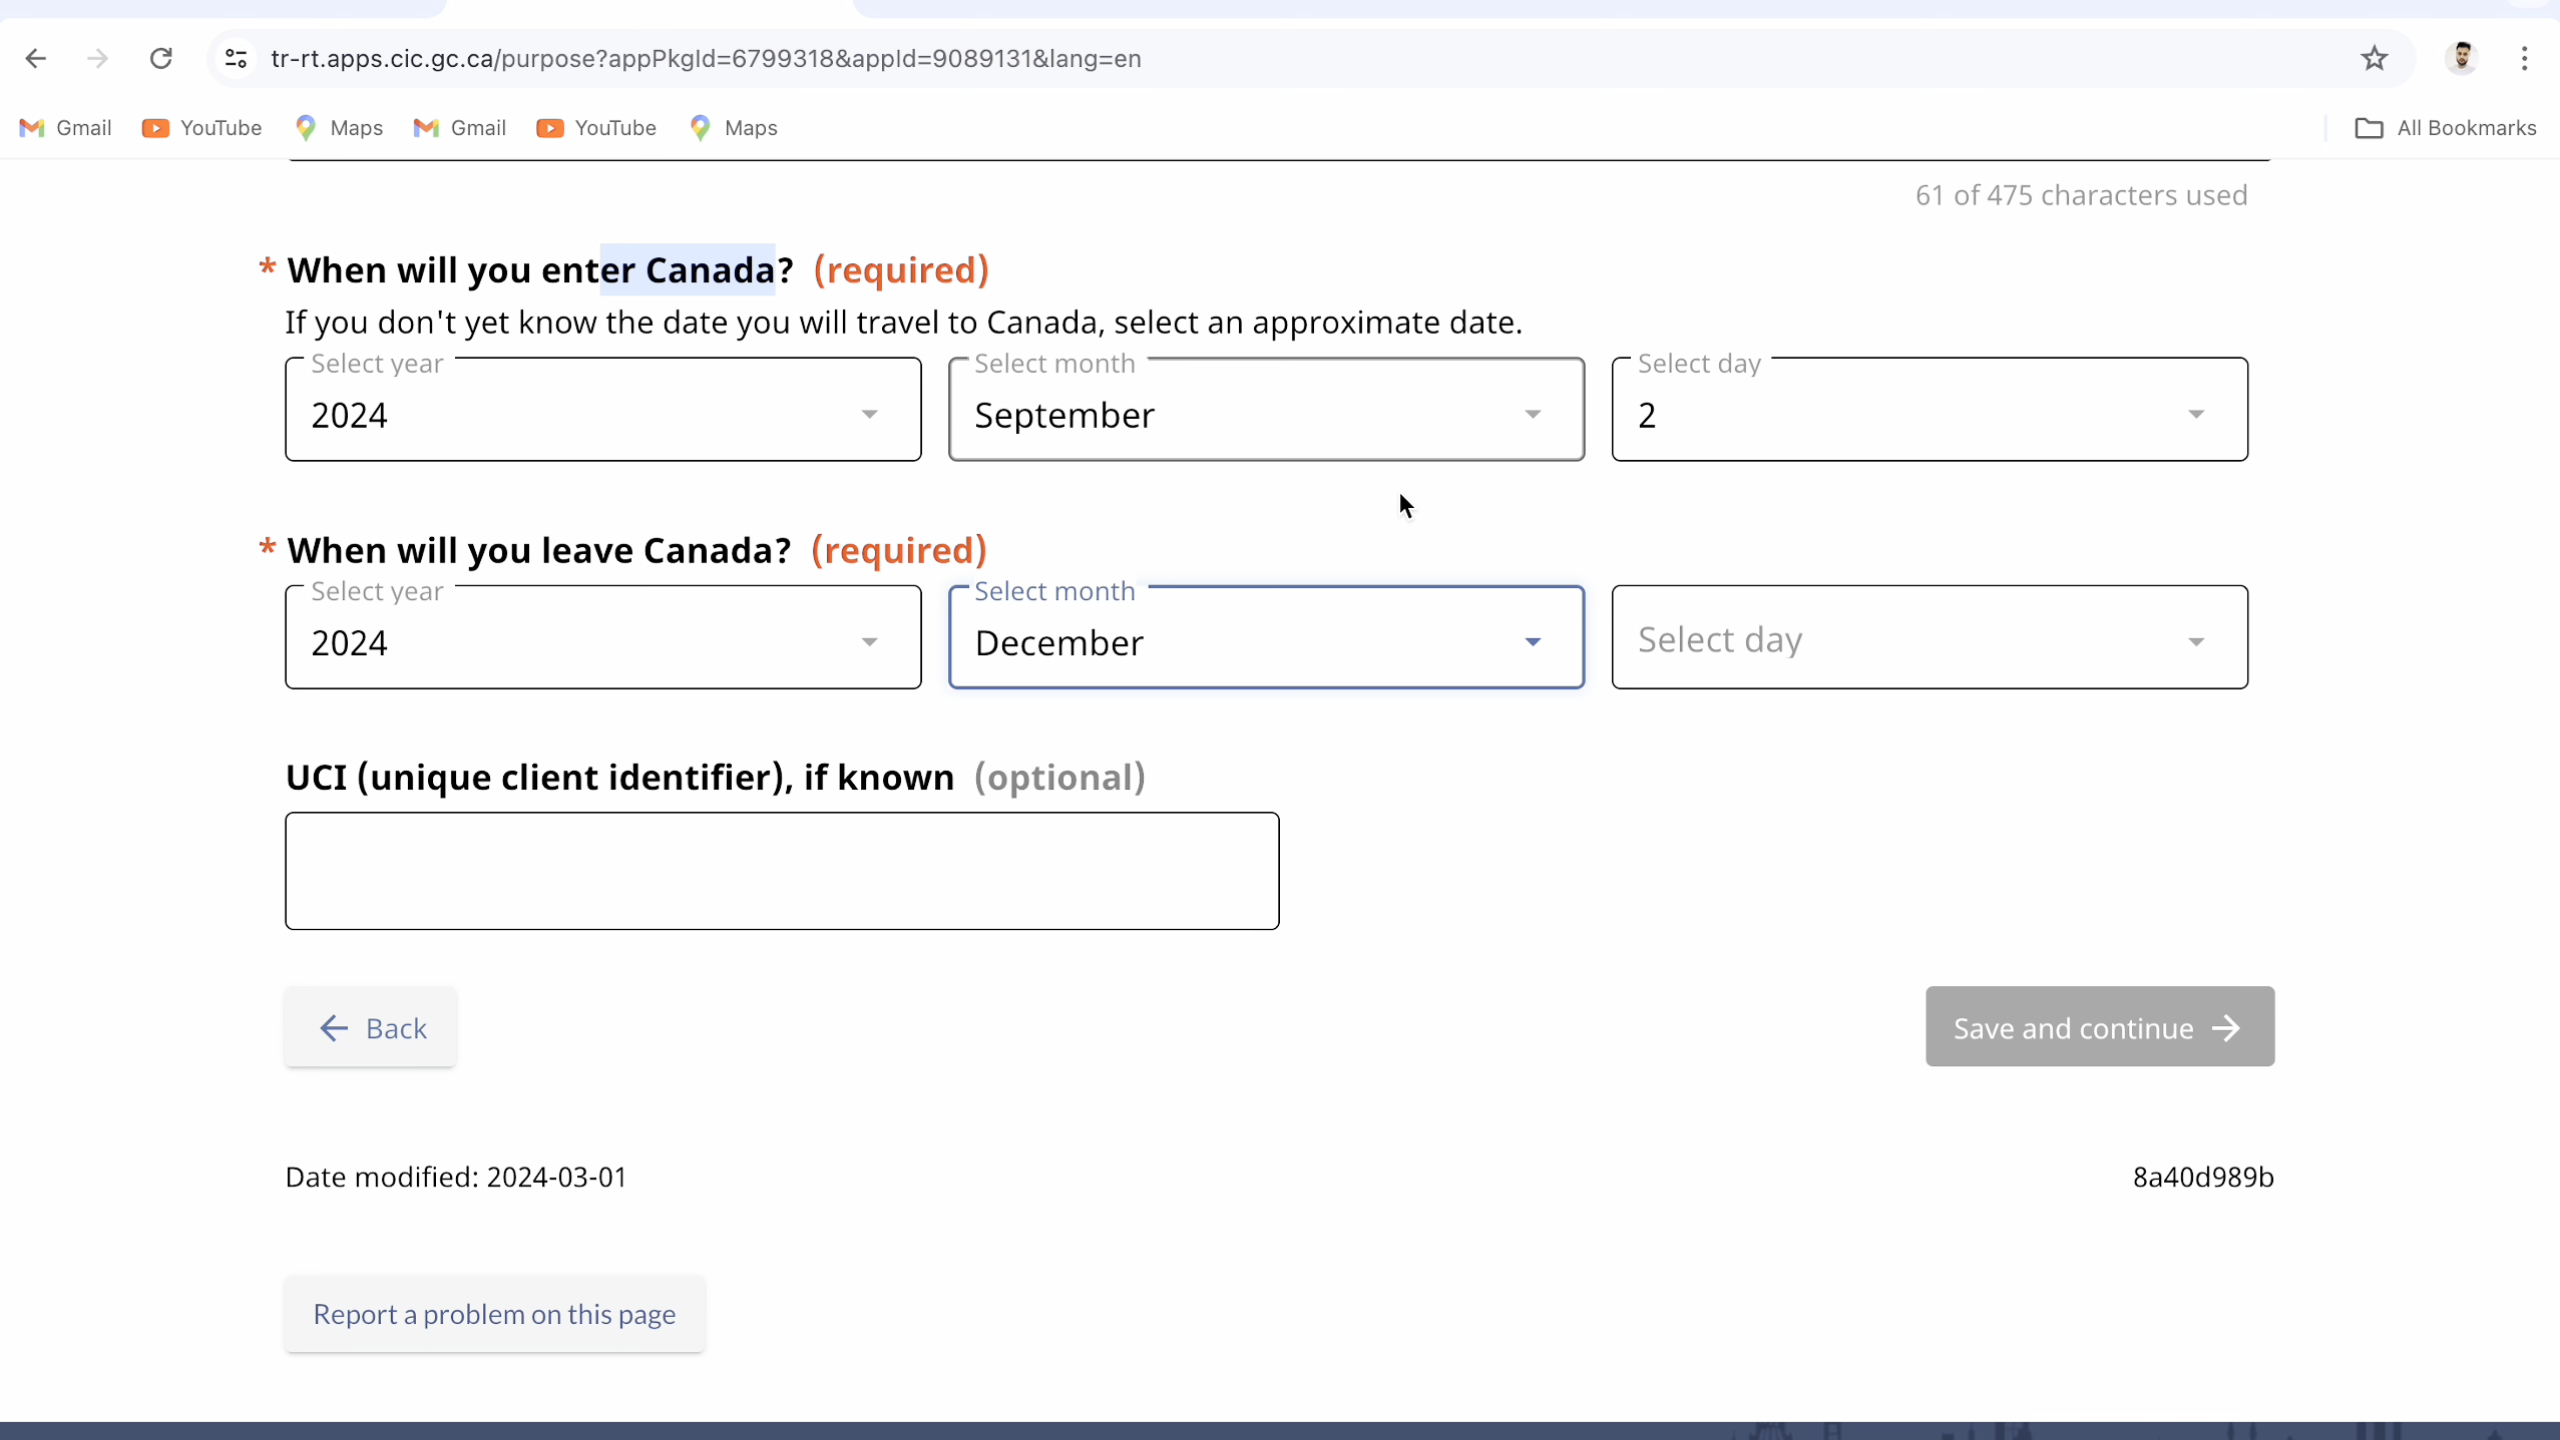 tr-rt.apps.cic.gc.ca/purpose?appPkgId=6799318&appId=9089131&lang=en
Gmail YouTube Maps Gmail YouTube Maps All Bookmarks
61 of 475 characters used
* When will you enter Canada? (required)
If you don't yet know the date you will travel to Canada, select an approximate date.
Select year Select month Select day
2024 September 2
* When will you leave Canada? (required)
Select year Select month
2024 December Select day
UCI (unique client identifier), if known (optional)
Back Save and continue
Date modified: 2024-03-01 8a40d989b
Report a problem on this page